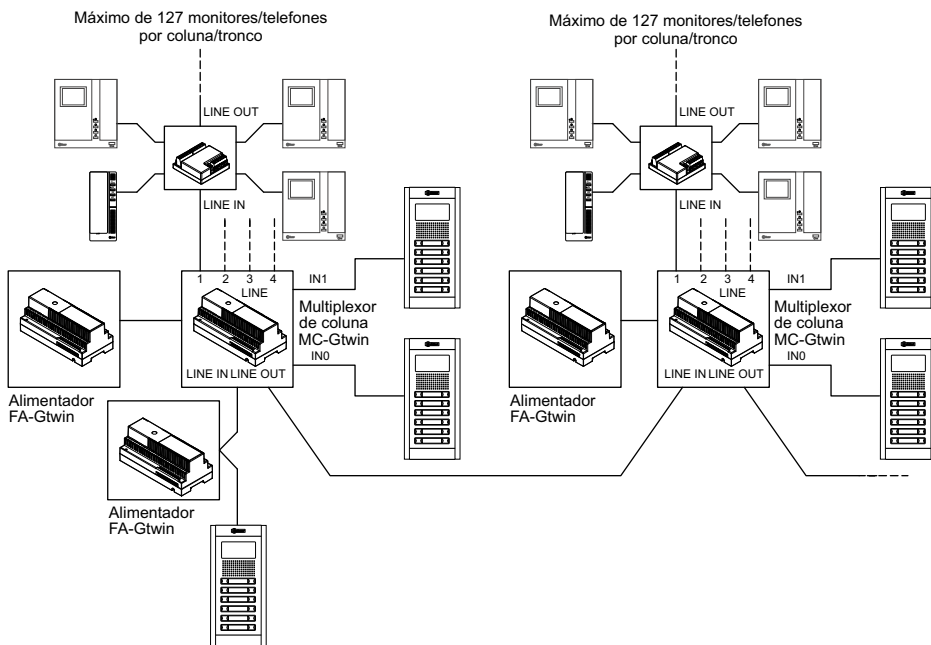 Máximo de 127 monitores/telefones
por coluna/tronco
Máximo de 127 monitores/telefones
por coluna/tronco
LINE OUT
LINE OUT
LINE IN
LINE IN
1 2 3 4
LINE
IN1
1 2 3 4
LINE
IN1
Multiplexor
de coluna
MC-Gtwin
Multiplexor
de coluna
MC-Gtwin
IN0
IN0
LINE IN LINE OUT
LINE IN LINE OUT
Alimentador
FA-Gtwin
Alimentador
FA-Gtwin
Alimentador
FA-Gtwin